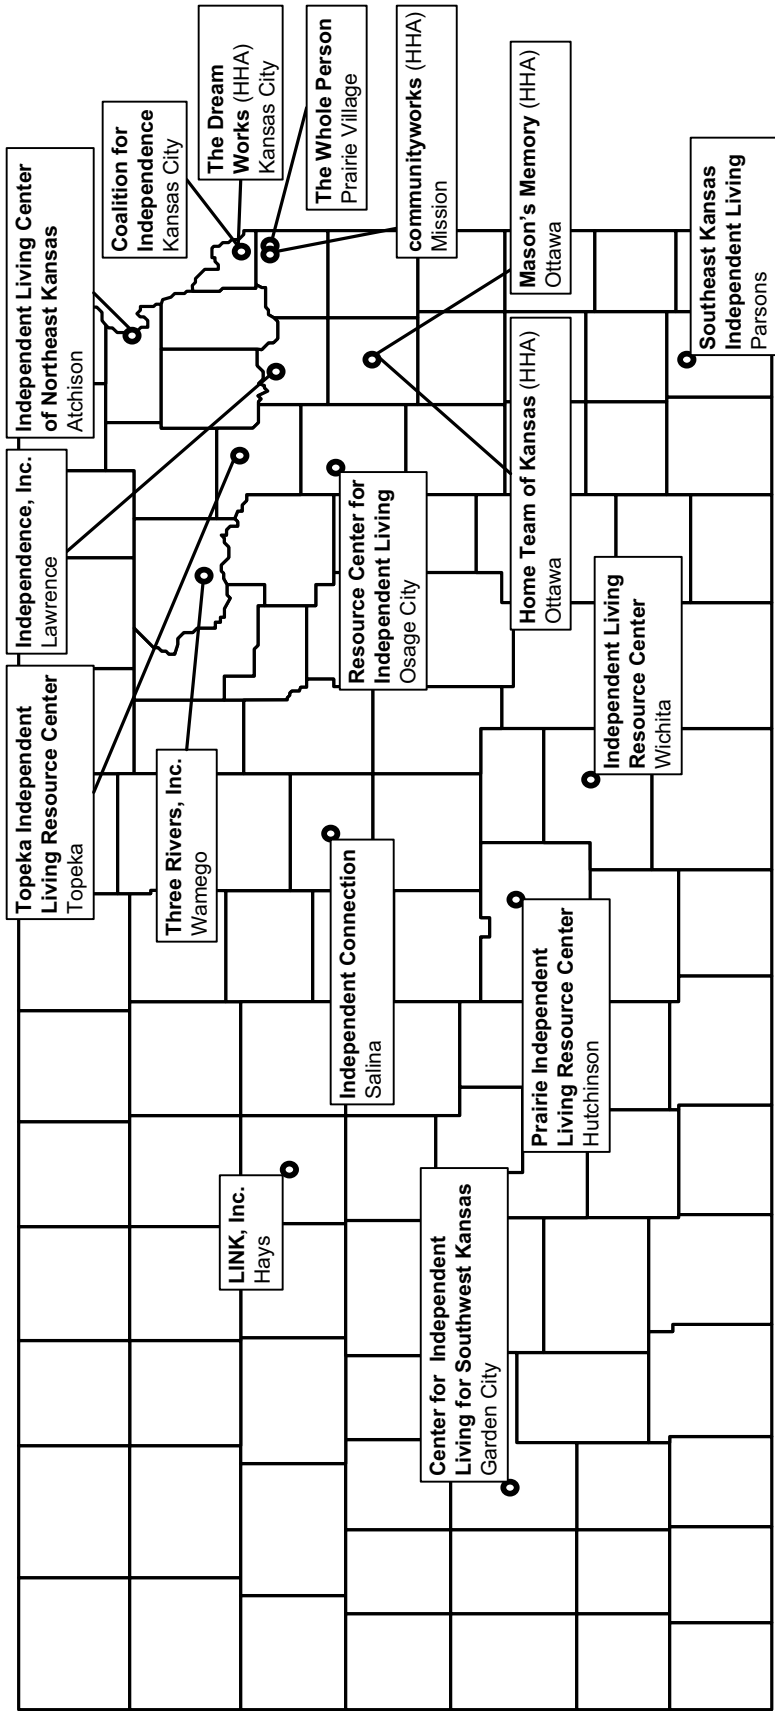 Topeka Independent
Living Resource Center
Topeka
Independence, Inc.
Lawrence
Independent Living Center
of Northeast Kansas
Atchison
Coalition for
Independence
Kansas City
The Dream
Works (HHA)
Kansas City
The Whole Person
Prairie Village
communityworks (HHA)
Mission
Mason's Memory (HHA)
Ottawa
Southeast Kansas
Independent Living
Parsons
Three Rivers, Inc.
Wamego
LINK, Inc.
Hays
Independent Connection
Salina
Resource Center for
Independent Living
Osage City
Home Team of Kansas (HHA)
Ottawa
Center for Independent
Living for Southwest Kansas
Garden City
Prairie Independent
Living Resource Center
Hutchinson
Independent Living
Resource Center
Wichita